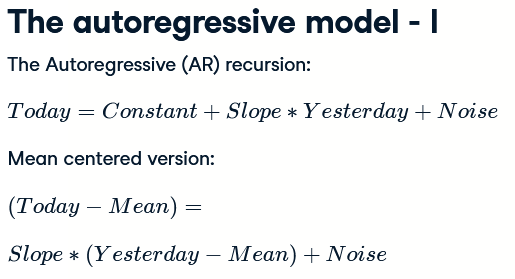 The autoregressive model - I
The Autoregressive (AR) recursion:
Today = Constant + Slope ∗ Yesterday + Noise
Mean centered version:
(Today − Mean) =
Slope ∗ (Yesterday − Mean) + Noise